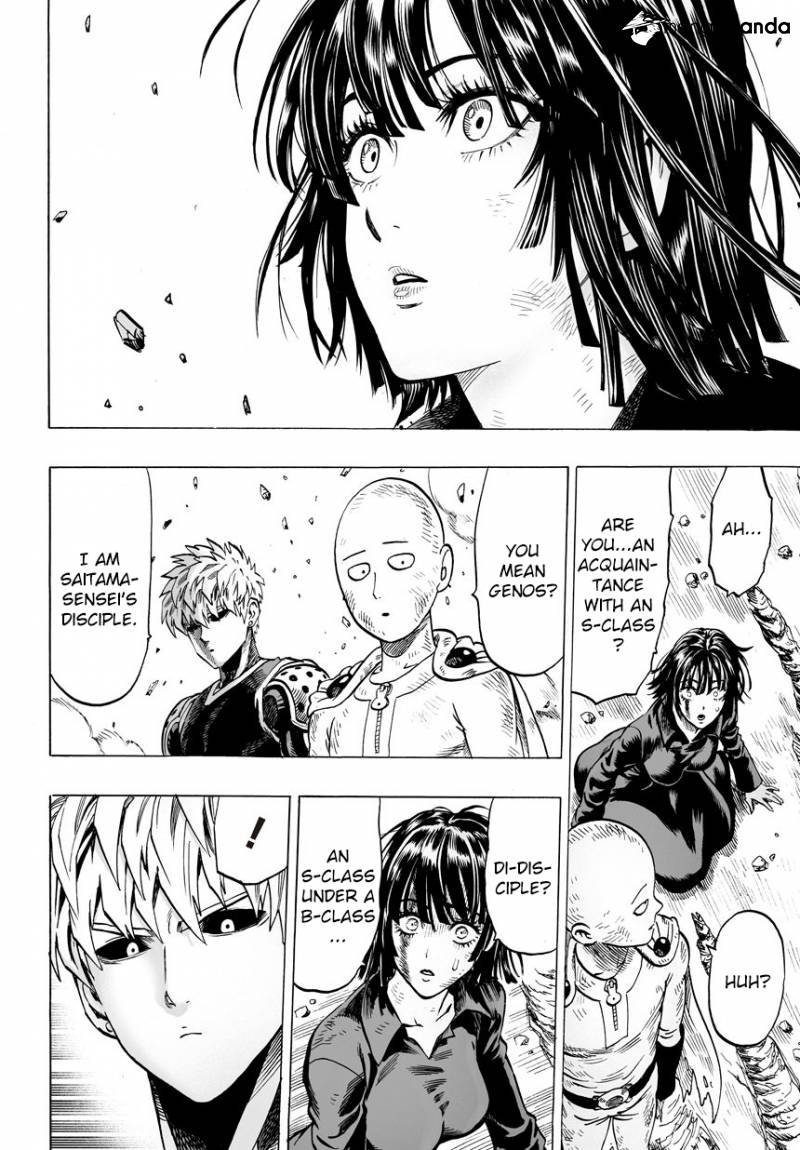 AH...
ARE
YOU...AN
ACQUAIN-
TANCE
WITH AN
S-CLASS
?
HUH?
YOU
MEAN
GENOS?
I AM
SAITAMA-
SENSEI'S
DISCIPLE.
DI-DIS-
CIPLE?
AN
S-CLASS
UNDER A
B-CLASS
...
!